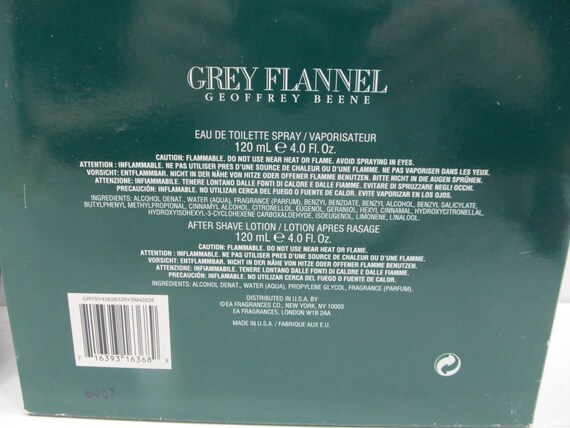 GREY FLANNEL
GEOFFREY BEENE
EAU DE TOILETTE SPRAY / VAPORISATEUR
120 mL ℮ 4.0 Fl. Oz.
CAUTION: FLAMMABLE. DO NOT USE NEAR HEAT OR FLAME. AVOID SPRAYING IN EYES.
ATTENTION : INFLAMMABLE. NE PAS UTILISER PRES D'UNE SOURCE DE CHALEUR OU D'UNE FLAMME. NE PAS VAPORISER DANS LES YEUX.
VORSICHT: ENTFLAMMBAR. NICHT IN DER NÄHE VON HITZE ODER OFFENER FLAMME BENUTZEN. BITTE NICHT IN DIE AUGEN SPRÜHEN.
ATTENZIONE: INFIAMMABILE. TENERE LONTANO DALLE FONTI DI CALORE E DALLE FIAMME. EVITARE DI SPRUZZARE NEGLI OCCHI.
PRECAUCIÓN: INFLAMABLE. NO UTILIZAR CERCA DEL FUEGO O FUENTE DE CALOR. EVITE VAPORIZAR EN LOS OJOS.
INGREDIENTS: ALCOHOL DENAT., WATER (AQUA), FRAGRANCE (PARFUM), BENZYL BENZOATE, BENZYL ALCOHOL, BENZYL SALICYLATE,
BUTYLPHENYL METHYLPROPIONAL, CINNAMYL ALCOHOL, CITRONELLOL, EUGENOL, GERANIOL, HEXYL CINNAMAL, HYDROXYCITRONELLAL,
HYDROXYISOHEXYL-3-CYCLOHEXENE CARBOXALDEHYDE, ISOEUGENOL, LIMONENE, LINALOOL.
AFTER SHAVE LOTION / LOTION APRES RASAGE
120 mL ℮ 4.0 Fl. Oz.
CAUTION: FLAMMABLE. DO NOT USE NEAR HEAT OR FLAME.
ATTENTION : INFLAMMABLE. NE PAS UTILISER PRES D'UNE SOURCE DE CHALEUR OU D'UNE FLAMME.
VORSICHT: ENTFLAMMBAR. NICHT IN DER NÄHE VON HITZE ODER OFFENER FLAMME BENUTZEN.
ATTENZIONE: INFIAMMABILE. TENERE LONTANO DALLE FONTI DI CALORE E DALLE FIAMME.
PRECAUCIÓN: INFLAMABLE. NO UTILIZAR CERCA DEL FUEGO O FUENTE DE CALOR.
INGREDIENTS: ALCOHOL DENAT., WATER (AQUA), PROPYLENE GLYCOL, FRAGRANCE (PARFUM).
DISTRIBUTED IN U.S.A. BY
©EA FRAGRANCES CO., NEW YORK, NY 10003
EA FRAGRANCES, LONDON W1B 2AA
MADE IN U.S.A. / FABRIQUE AUX E.U.
GRYSV42628/GRYSM42628
7 16393 16368 9